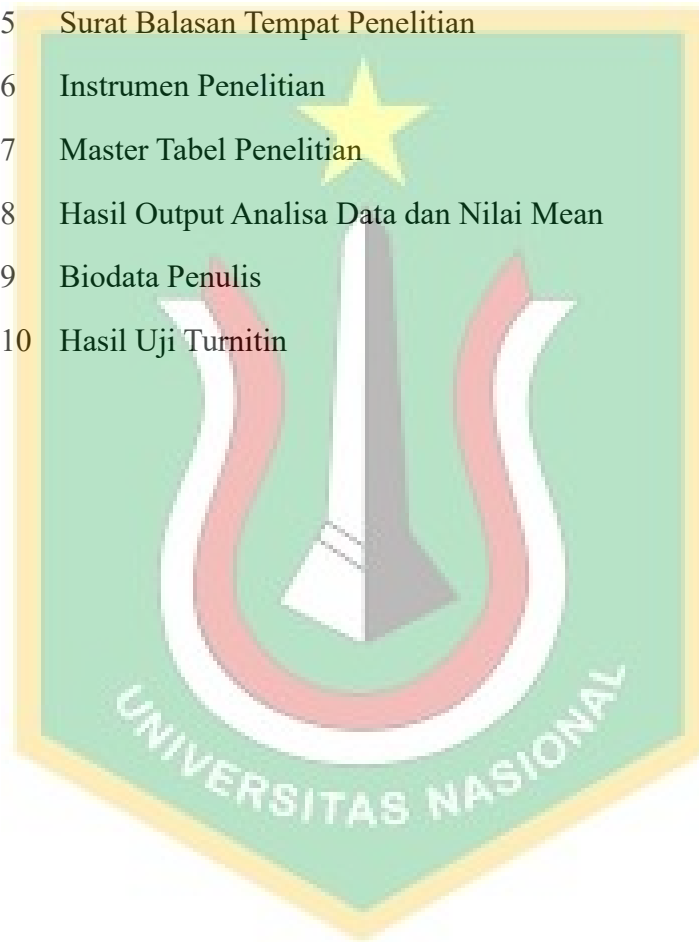 5 Surat Balasan Tempat Penelitian
6 Instrumen Penelitian
7 Master Tabel Penelitian
8 Hasil Output Analisa Data dan Nilai Mean
9 Biodata Penulis
10 Hasil Uji Turnitin
UNIVERSITAS NASIONAL